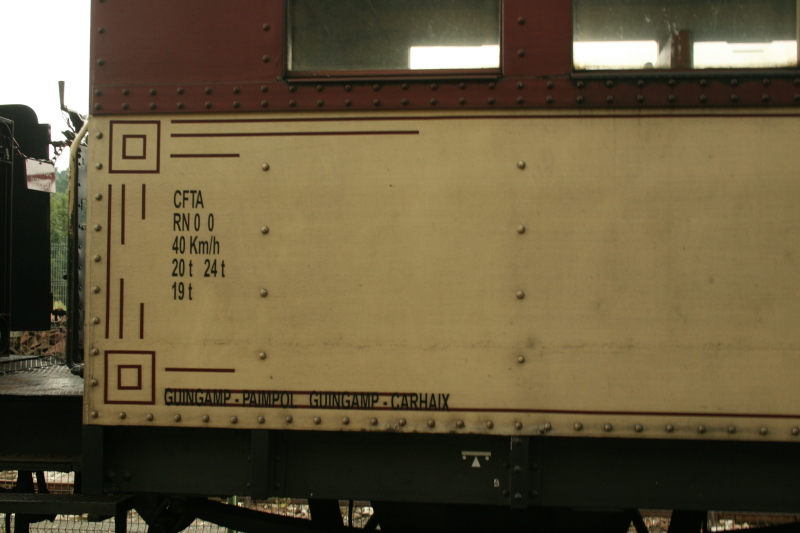 CFTA
RN 0 0
40 Km/h
20 t 24 t
19 t
GUINGAMP - PAIMPOL GUINGAMP - CARHAIX